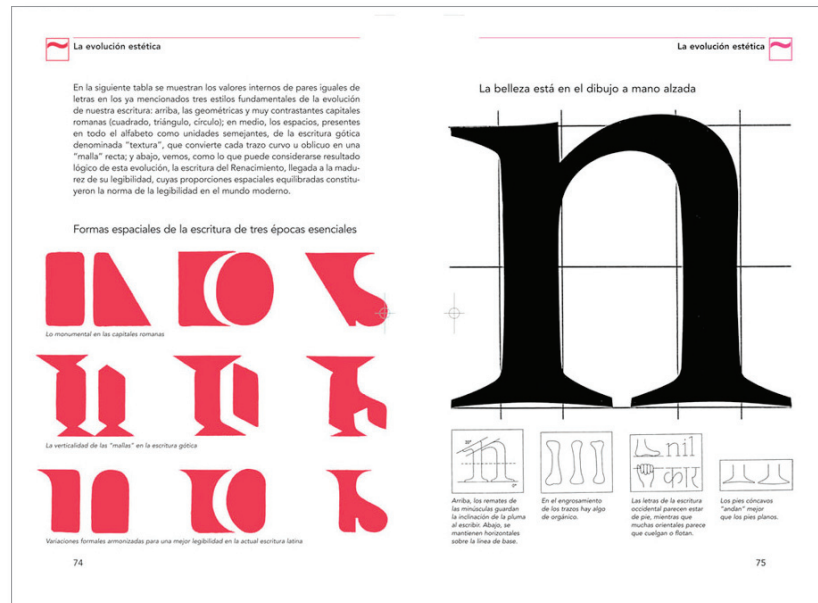 La evolución estética
En la siguiente tabla se muestran los valores internos de pares iguales de
letras en los ya mencionados tres estilos fundamentales de la evolución
de nuestra escritura: arriba, las geométricas y muy contrastantes capitales
romanas (cuadrado, triángulo, círculo); en medio, los espacios, presentes
en todo el alfabeto como unidades semejantes, de la escritura gótica
denominada "textura", que convierte cada trazo curvo u oblicuo en una
"malla" recta; y abajo, vemos, como lo que puede considerarse resultado
lógico de esta evolución, la escritura del Renacimiento, llegada a la madu-
rez de su legibilidad, cuyas proporciones espaciales equilibradas constitu-
yeron la norma de la legibilidad en el mundo moderno.
Formas espaciales de la escritura de tres épocas esenciales
Lo monumental en las capitales romanas
La verticalidad de las "mallas" en la escritura gótica
Variaciones formales armonizadas para una mejor legibilidad en la actual escritura latina
74
La evolución estética
La belleza está en el dibujo a mano alzada
n
n
Arriba, los remates de
las minúsculas guardan
la inclinación de la pluma
al escribir. Abajo, se
mantienen horizontales
sobre la línea de base.
En el engrosamiento
de los trazos hay algo
de orgánico.
nil
कार
Las letras de la escritura
occidental parecen estar
de pie, mientras que
muchas orientales parece
que cuelgan o flotan.
Los pies cóncavos
"andan" mejor
que los pies planos.
75